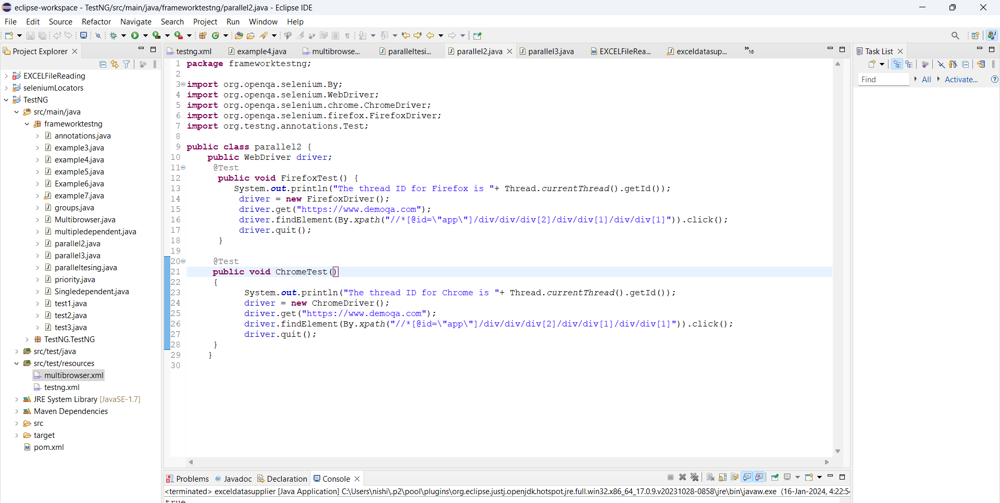 eclipse-workspace - TestNG/src/main/java/frameworktestng/parallel2.java - Eclipse IDE
File Edit Source Refactor Navigate Search Project Run Window Help
Project Explorer
EXCELFileReading
seleniumLocators
TestNG
src/main/java
frameworktestng
annotations.java
example3.java
example4.java
example5.java
Example6.java
example7.java
groups.java
Multibrowser.java
multipledependent.java
parallel2.java
parallel3.java
paralleltesing.java
priority.java
Singledependent.java
test1.java
test2.java
test3.java
TestNG.TestNG
src/test/java
src/test/resources
multibrowser.xml
testng.xml
JRE System Library [JavaSE-1.7]
Maven Dependencies
src
target
pom.xml
testng.xml example4.java multibrowse... paralleltesi... parallel2.java parallel3.java EXCELFileRea... exceldatasup... »16
1 package frameworktestng;
2
3 import org.openqa.selenium.By;
4 import org.openqa.selenium.WebDriver;
5 import org.openqa.selenium.chrome.ChromeDriver;
6 import org.openqa.selenium.firefox.FirefoxDriver;
7 import org.testng.annotations.Test;
8
9 public class parallel2 {
10 public WebDriver driver;
11 @Test
12 public void FirefoxTest() {
13 System.out.println("The thread ID for Firefox is "+ Thread.currentThread().getId());
14 driver = new FirefoxDriver();
15 driver.get("https://www.demoqa.com");
16 driver.findElement(By.xpath("//*[@id=\"app\"]/div/div/div[2]/div/div[1]/div/div[1]")).click();
17 driver.quit();
18 }
19
20 @Test
21 public void ChromeTest()
22 {
23 System.out.println("The thread ID for Chrome is "+ Thread.currentThread().getId());
24 driver = new ChromeDriver();
25 driver.get("https://www.demoqa.com");
26 driver.findElement(By.xpath("//*[@id=\"app\"]/div/div/div[2]/div/div[1]/div/div[1]")).click();
27 driver.quit();
28 }
29 }
30
Task List
Find All Activate...
Problems Javadoc Declaration Console
<terminated> exceldatasupplier [Java Application] C:\Users\nishi\.p2\pool\plugins\org.eclipse.justj.openjdk.hotspot.jre.full.win32.x86_64_17.0.9.v20231028-0858\jre\bin\javaw.exe (16-Jan-2024, 4:22:54
true